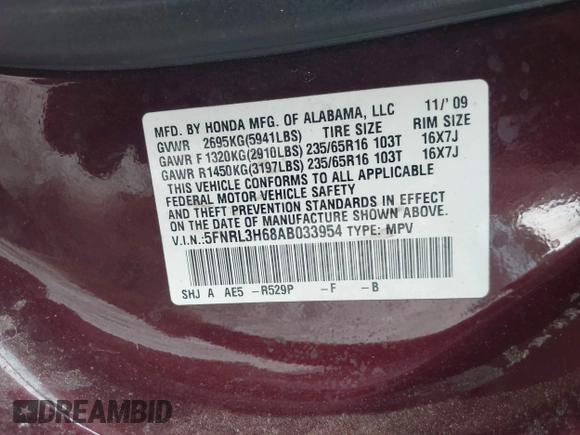 MFD. BY HONDA MFG. OF ALABAMA, LLC 11/'09
GVWR 2695KG(5941LBS) TIRE SIZE RIM SIZE
GAWR F1320KG(2910LBS) 235/65R16 103T 16X7J
GAWR R1450KG(3197LBS) 235/65R16 103T 16X7J
THIS VEHICLE CONFORMS TO ALL APPLICABLE
FEDERAL MOTOR VEHICLE SAFETY
AND THEFT PREVENTION STANDARDS IN EFFECT
ON THE DATE OF MANUFACTURE SHOWN ABOVE.
V.I.N.:5FNRL3H68AB033954 TYPE: MPV
SHJ A AE5 -R529P -F -B
DREAMBID